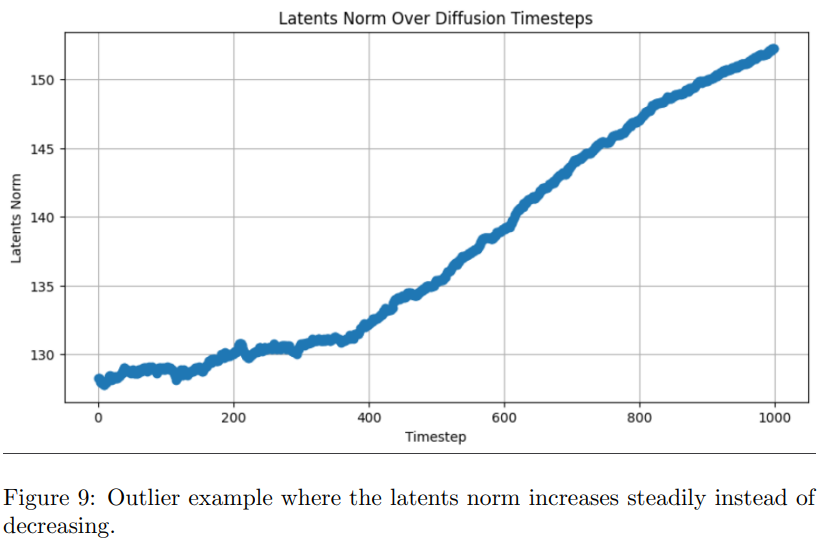 Latents Norm Over Diffusion Timesteps
150
145
140
135
130
Latents Norm
0 200 400 600 800 1000
Timestep
Figure 9: Outlier example where the latents norm increases steadily instead of
decreasing.